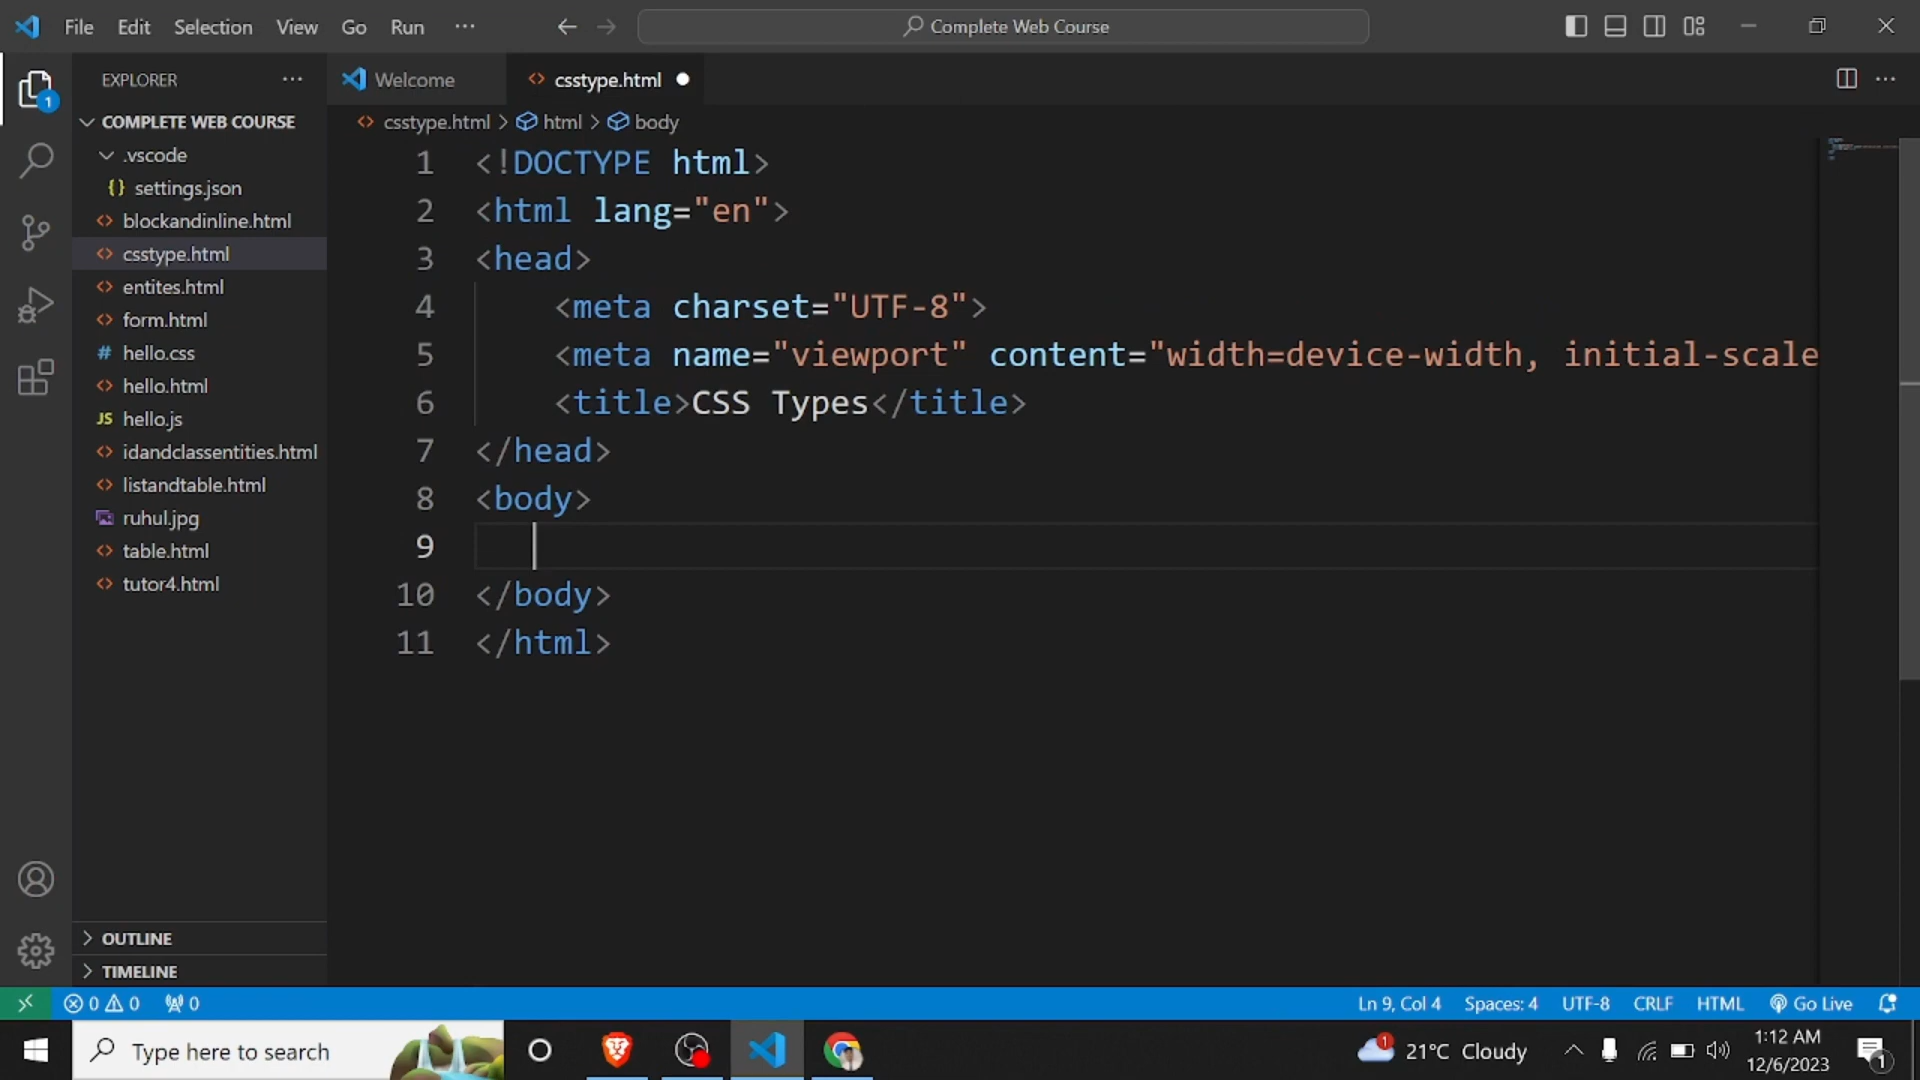 File Edit Selection View Go Run ··· Complete Web Course
EXPLORER ··· Welcome csstype.html
COMPLETE WEB COURSE csstype.html > html > body
.vscode
settings.json
blockandinline.html
csstype.html
entites.html
form.html
hello.css
hello.html
hello.js
idandclassentities.html
listandtable.html
ruhul.jpg
table.html
tutor4.html
1 <!DOCTYPE html>
2 <html lang="en">
3 <head>
4 <meta charset="UTF-8">
5 <meta name="viewport" content="width=device-width, initial-scale
6 <title>CSS Types</title>
7 </head>
8 <body>
9
10 </body>
11 </html>
1
OUTLINE
TIMELINE
0 0 0 Ln 9, Col 4 Spaces: 4 UTF-8 CRLF HTML Go Live
Type here to search 1 21°C Cloudy 1:12 AM
12/6/2023 1